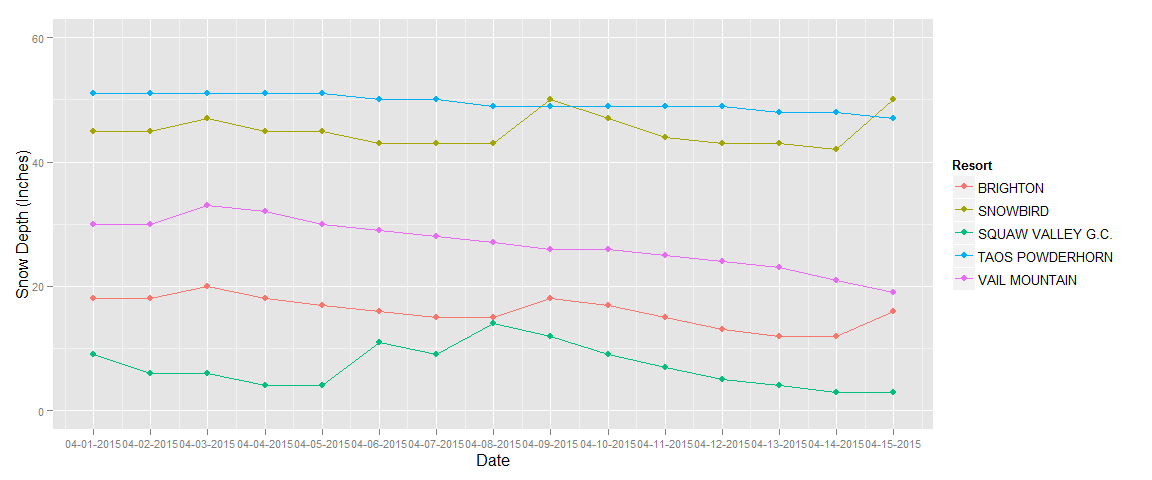 60
40
20
0
Snow Depth (Inches)
04-01-2015 04-02-2015 04-03-2015 04-04-2015 04-05-2015 04-06-2015 04-07-2015 04-08-2015 04-09-2015 04-10-2015 04-11-2015 04-12-2015 04-13-2015 04-14-2015 04-15-2015
Date
Resort
BRIGHTON
SNOWBIRD
SQUAW VALLEY G.C.
TAOS POWDERHORN
VAIL MOUNTAIN